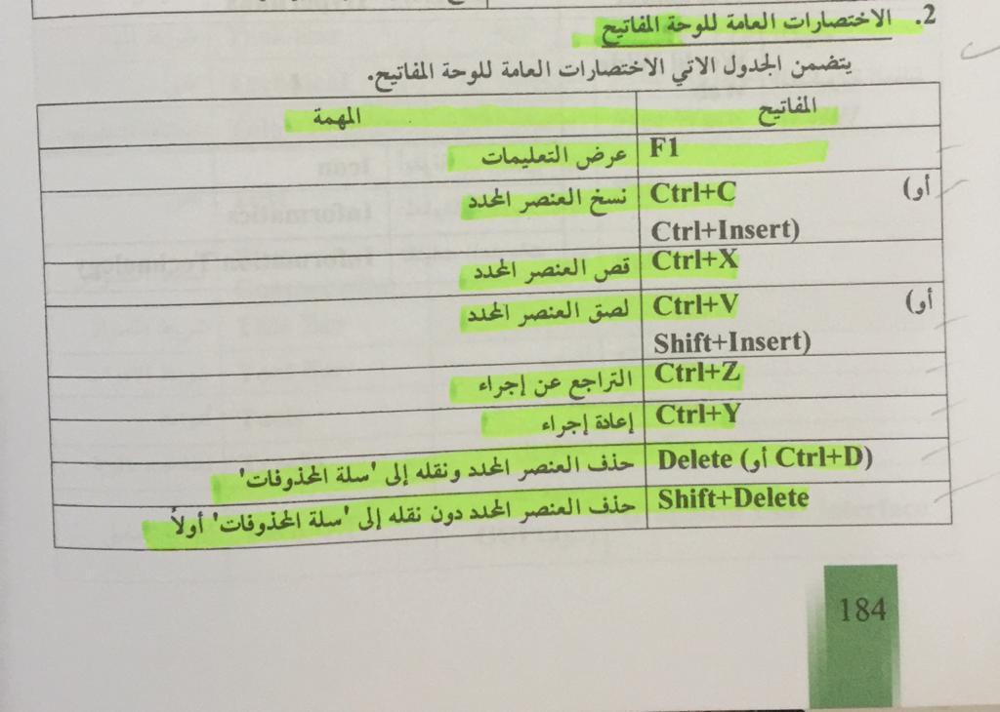 2. الاختصارات العامة للوحة المفاتيح
يتضمن الجدول الاتي الاختصارات العامة للوحة المفاتيح.
المفاتيح المهمة
F1 عرض التعليمات
Ctrl+C (أو نسخ العنصر المحدد
Ctrl+Insert)
Ctrl+X قص العنصر المحدد
Ctrl+V (أو لصق العنصر المحدد
Shift+Insert)
Ctrl+Z التراجع عن إجراء
Ctrl+Y إعادة إجراء
Delete (أو Ctrl+D) حذف العنصر المحدد ونقله إلى 'سلة المحذوفات'
Shift+Delete حذف العنصر المحدد دون نقله إلى 'سلة المحذوفات' أولاً
184